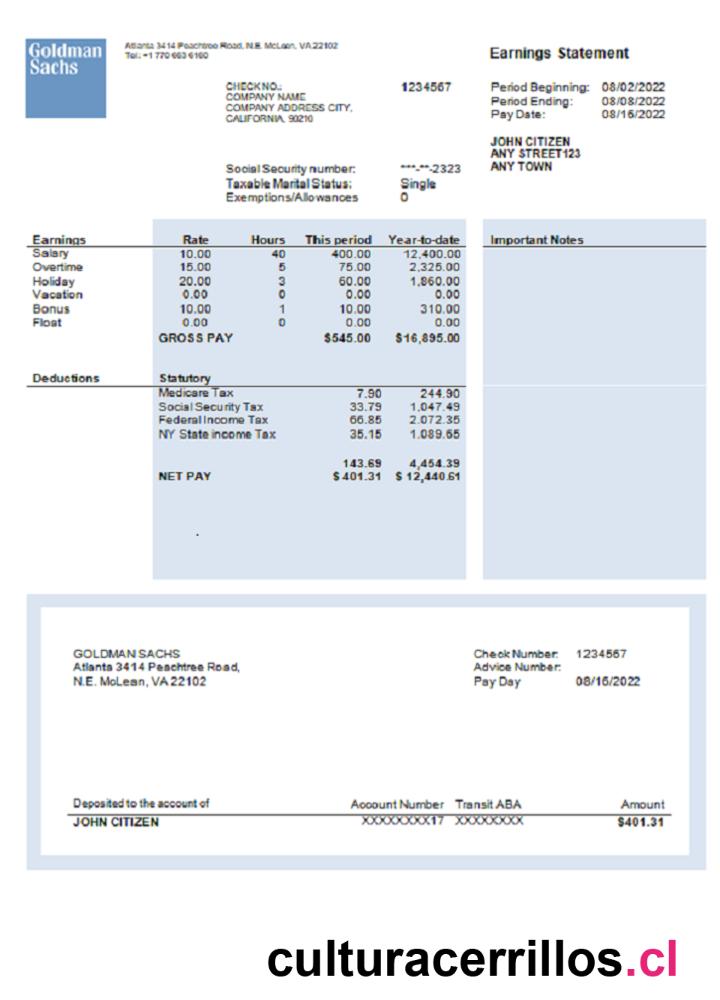 Goldman
Sachs
Atlanta 3414 Peachtree Road, N.E. McLean, VA 22102
Tel.: +1 770 663 6160
Earnings Statement
CHECK NO.: 1234567
COMPANY NAME
COMPANY ADDRESS CITY,
CALIFORNIA, 90210
Period Beginning: 08/02/2022
Period Ending: 08/08/2022
Pay Date: 08/15/2022
JOHN CITIZEN
ANY STREET123
ANY TOWN
Social Security number: ***-**-2323
Taxable Marital Status: Single
Exemptions/Allowances 0
Earnings Rate Hours This period Year-to-date
Salary 10.00 40 400.00 12,400.00
Overtime 15.00 5 75.00 2,325.00
Holiday 20.00 3 60.00 1,860.00
Vacation 0.00 0 0.00 0.00
Bonus 10.00 1 10.00 310.00
Float 0.00 0 0.00 0.00
GROSS PAY $545.00 $16,895.00
Important Notes
Deductions Statutory
Medicare Tax 7.90 244.90
Social Security Tax 33.79 1,047.49
Federal Income Tax 66.85 2.072.35
NY State income Tax 35.15 1.089.65
143.69 4,454.39
NET PAY $ 401.31 $ 12,440.61
GOLDMAN SACHS
Atlanta 3414 Peachtree Road,
N.E. McLean, VA 22102
Check Number: 1234567
Advice Number:
Pay Day 08/15/2022
Deposited to the account of Account Number Transit ABA Amount
JOHN CITIZEN XXXXXXXX17 XXXXXXXX $401.31
culturacerrillos.cl